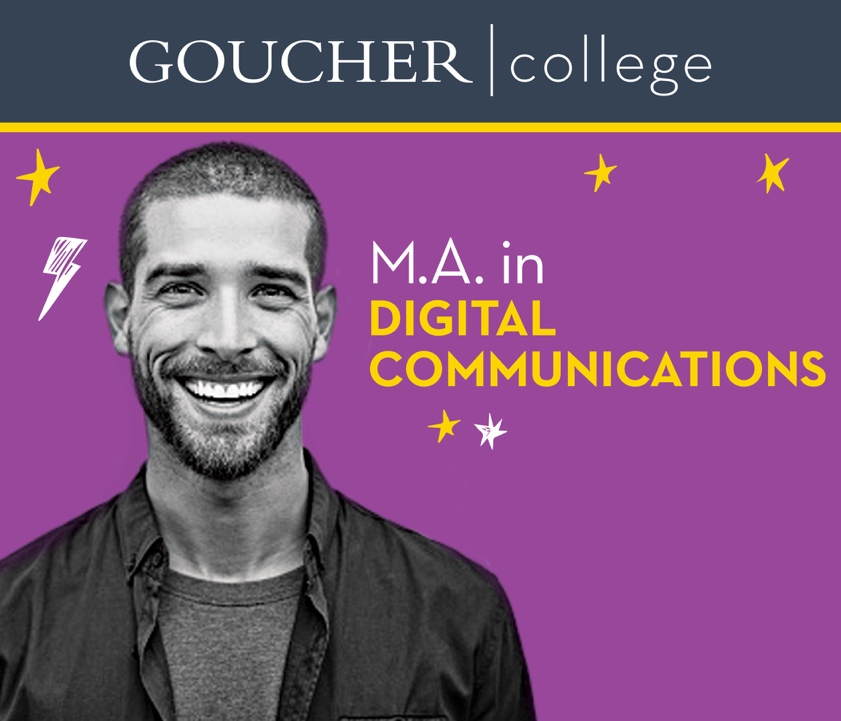 GOUCHER | college
M.A. in
DIGITAL
COMMUNICATIONS